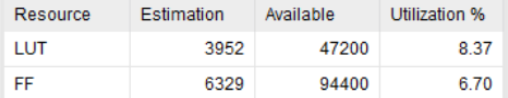 Resource Estimation Available Utilization %
LUT 3952 47200 8.37
FF 6329 94400 6.70